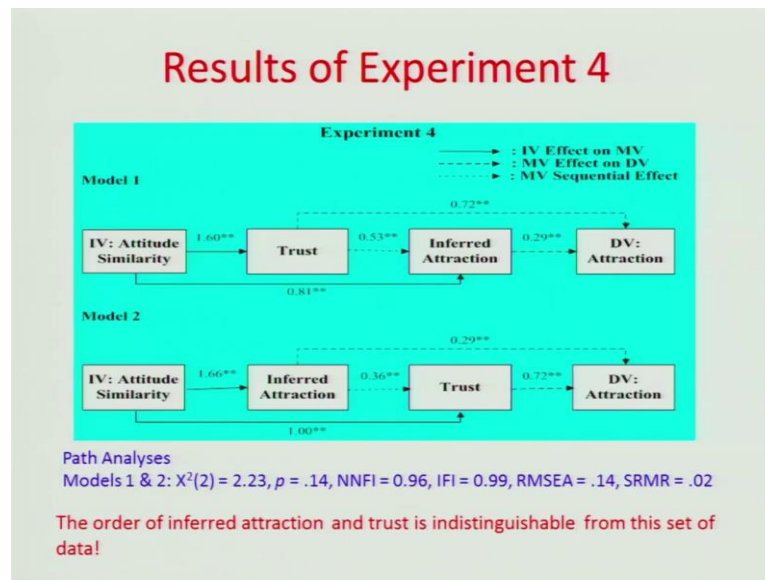 Results of Experiment 4
Experiment 4
: IV Effect on MV
: MV Effect on DV
: MV Sequential Effect
Model 1
0.72**
IV: Attitude Similarity
1.60**
Trust
0.53**
Inferred Attraction
0.29**
DV: Attraction
0.81**
Model 2
0.29**
IV: Attitude Similarity
1.66**
Inferred Attraction
0.36**
Trust
0.72**
DV: Attraction
1.00**
Path Analyses
Models 1 & 2: X²(2) = 2.23, p = .14, NNFI = 0.96, IFI = 0.99, RMSEA = .14, SRMR = .02
The order of inferred attraction and trust is indistinguishable from this set of
data!